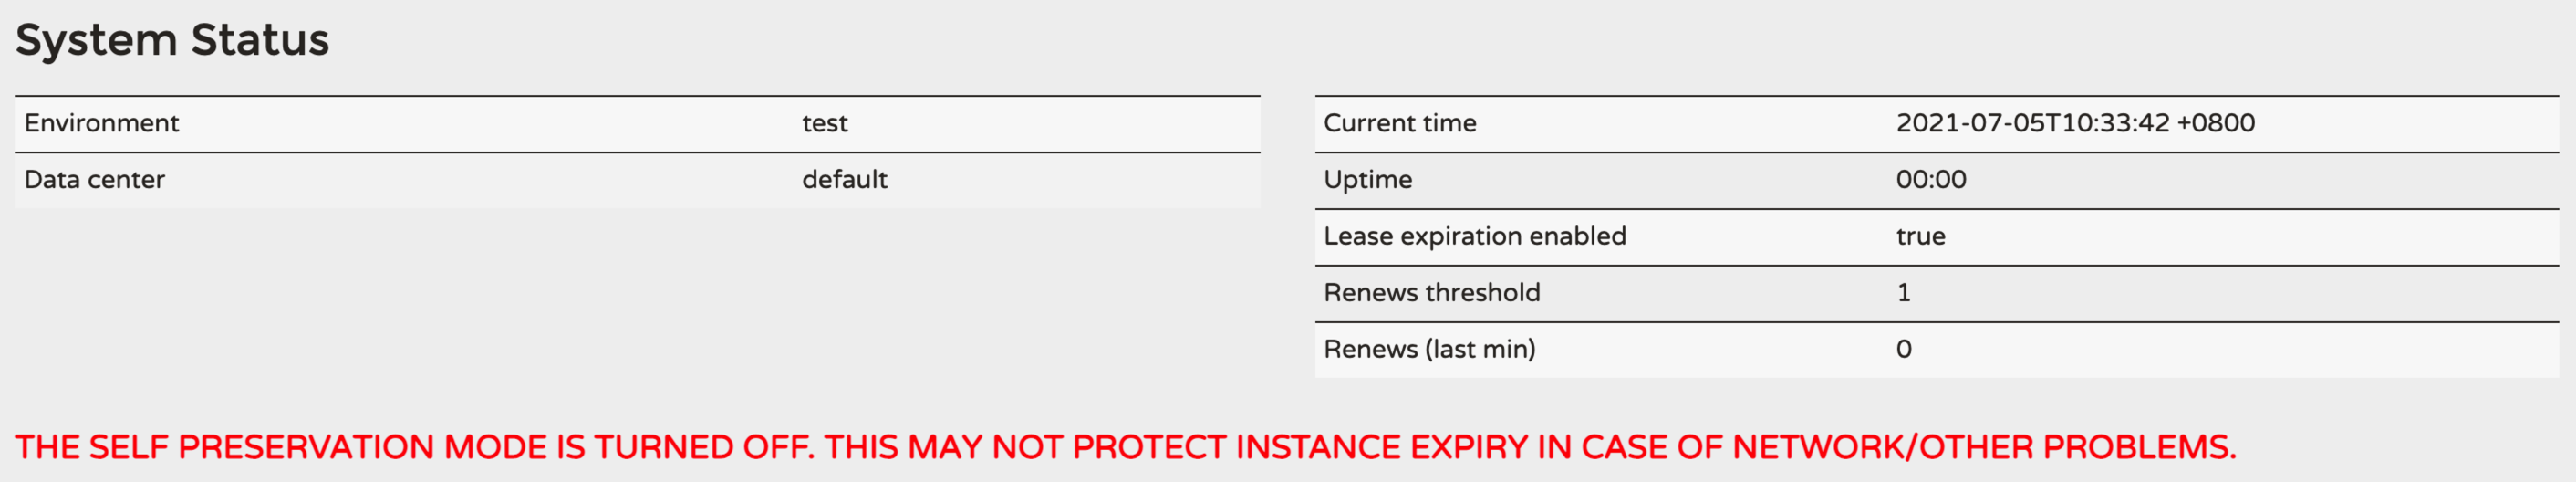 System Status
Environment test
Data center default
Current time 2021-07-05T10:33:42 +0800
Uptime 00:00
Lease expiration enabled true
Renews threshold 1
Renews (last min) 0
THE SELF PRESERVATION MODE IS TURNED OFF. THIS MAY NOT PROTECT INSTANCE EXPIRY IN CASE OF NETWORK/OTHER PROBLEMS.